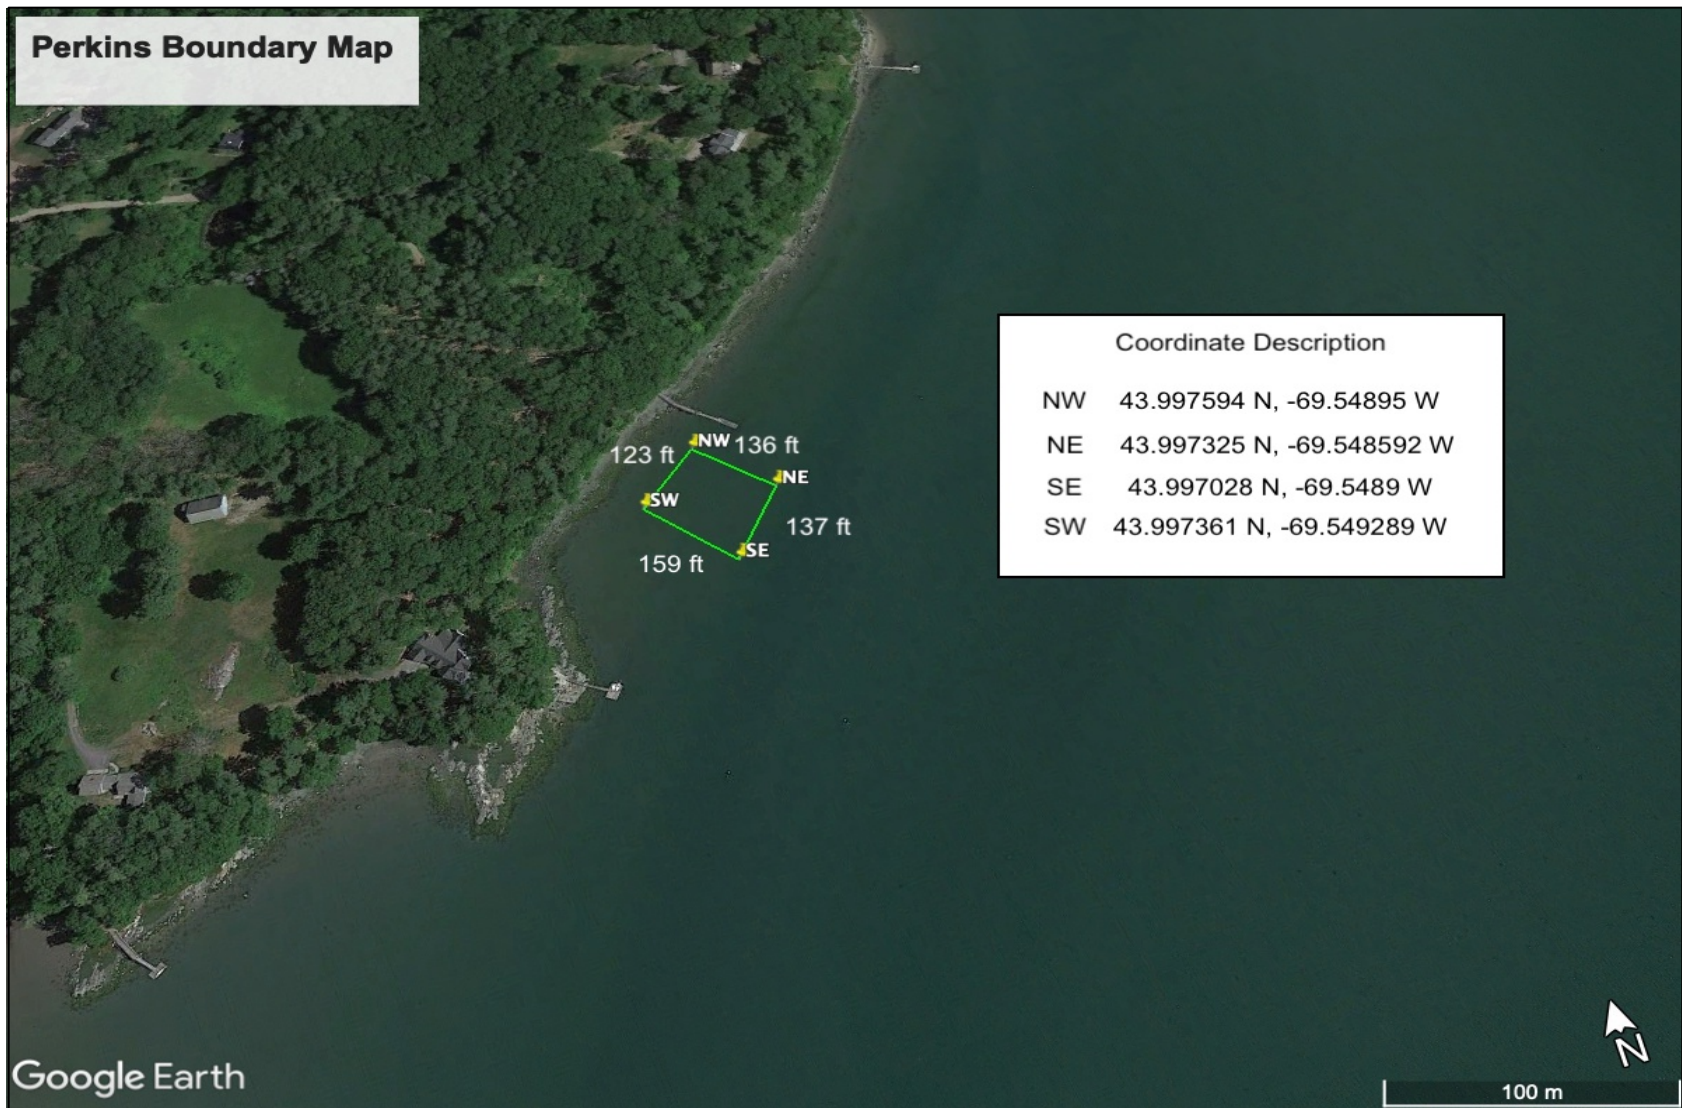 Perkins Boundary Map
Coordinate Description
NW 43.997594 N, -69.54895 W
NE 43.997325 N, -69.548592 W
SE 43.997028 N, -69.5489 W
SW 43.997361 N, -69.549289 W
NW 136 ft
123 ft
NE
SW
137 ft
SE
159 ft
N
Google Earth
100 m